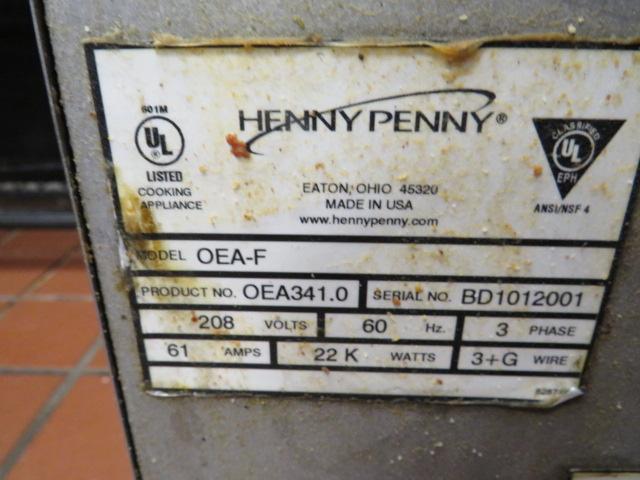 601M
UL
®
LISTED
COOKING
APPLIANCE
HENNY PENNY®
EATON, OHIO 45320
MADE IN USA
www.hennypenny.com
CLASSIFIED
UL
EPH
ANSI/NSF 4
MODEL OEA-F
PRODUCT NO. OEA341.0 SERIAL NO. BD1012001
208 VOLTS 60 Hz. 3 PHASE
61 AMPS 22 K WATTS 3+G WIRE